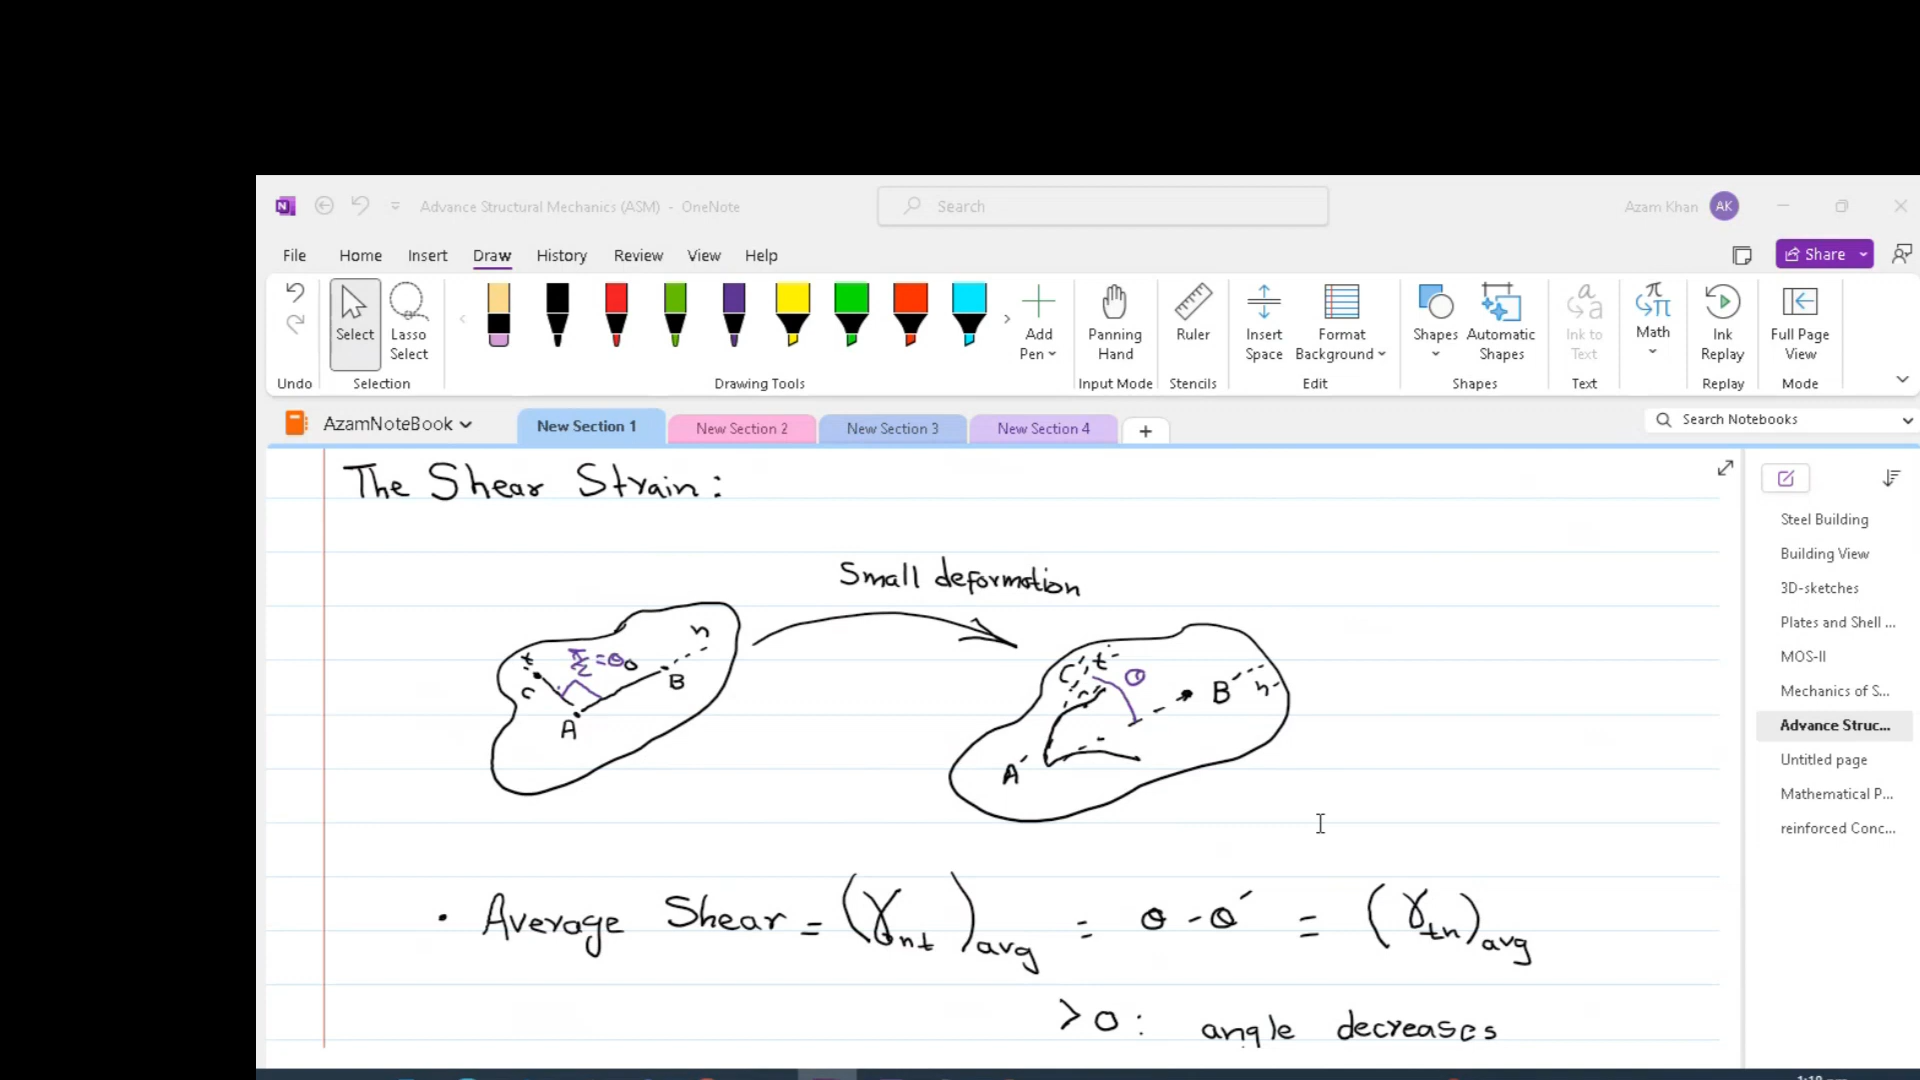 Advance Structural Mechanics (ASM) - OneNote
Search
Azam Khan AK
File Home Insert Draw History Review View Help
Share
Select
Lasso Select
Add Pen
Panning Hand
Ruler
Insert Space
Format Background
Shapes
Automatic Shapes
Ink to Text
Math
Ink Replay
Full Page View
Undo Selection Drawing Tools Input Mode Stencils Edit Shapes Text Replay Mode
AzamNoteBook New Section 1 New Section 2 New Section 3 New Section 4 +
Search Notebooks
The Shear Strain:
Small deformation
t π/2 = θ₀ n
C B
A
C' t' θ
B' n'
A'
• Average Shear = (γnt)avg = θ - θ' = (γtn)avg
> 0 : angle decreases
Steel Building
Building View
3D-sketches
Plates and Shell ...
MOS-II
Mechanics of S...
Advance Struc...
Untitled page
Mathematical P...
reinforced Conc...